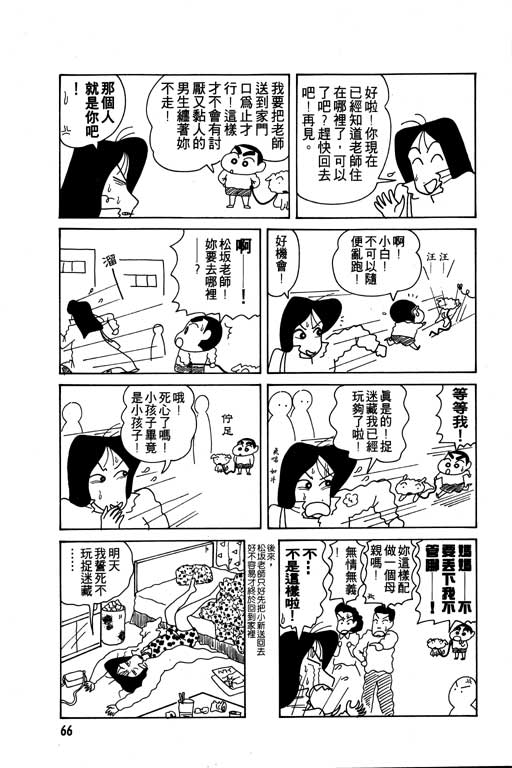 好啦！你現在
已經知道老師住
在哪裡了，可以
了吧？趕快回去
吧！再見。
我要把老師
送到家門
口為止才
行！這樣
才不會有討
厭又黏人的
男生纏著妳
不走！
那個人
就是你吧
！
汪！
汪！
啊！
小白！
不可以隨
便亂跑！
好機會！
啊——！
松坂老師！
妳要去哪裡
——？
溜
等等我！
真是的！捉
迷藏我已經
玩夠了啦！
汗如
佇足
哦！
死心了嗎！
小孩子畢竟
是小孩子！
媽媽，不
要丟下我不
管啊——！
妳這樣配
做一個母
親嗎！
無情無義
不…
不是這樣啦！
後來，
松坂老師只好先把小新送回去
好不容易才終於回到家裡
明天
我誓死不
玩捉迷藏
66